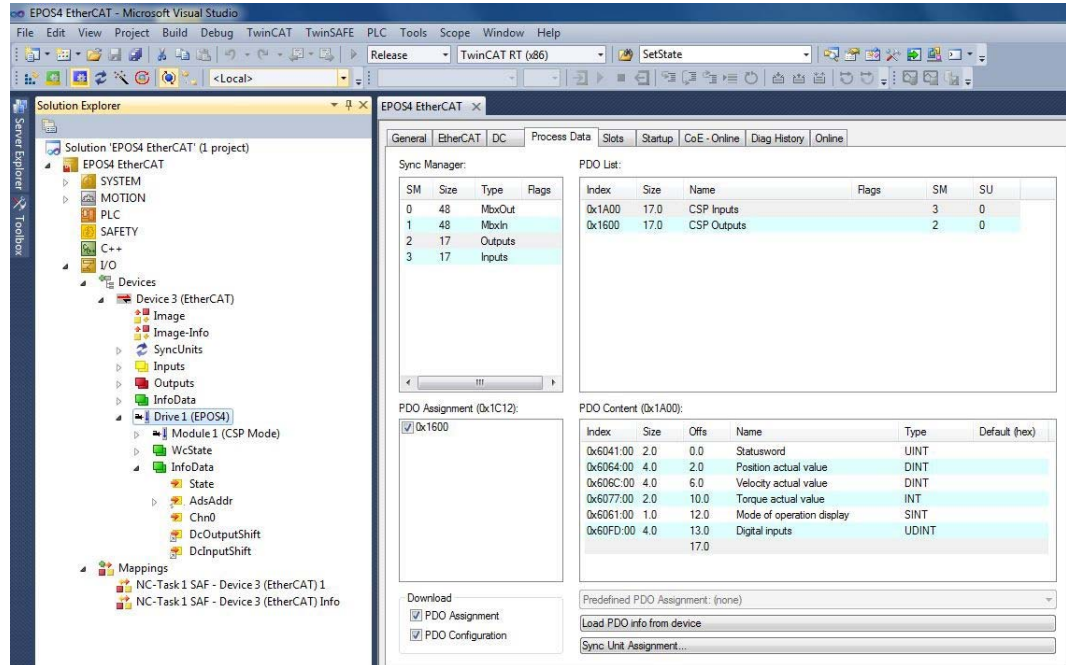 EPOS4 EtherCAT - Microsoft Visual Studio
File Edit View Project Build Debug TwinCAT TwinSAFE PLC Tools Scope Window Help
Release TwinCAT RT (x86) SetState
<Local>
Server Explorer
Toolbox
Solution Explorer
Solution 'EPOS4 EtherCAT' (1 project)
EPOS4 EtherCAT
SYSTEM
MOTION
PLC
SAFETY
C++
I/O
Devices
Device 3 (EtherCAT)
Image
Image-Info
SyncUnits
Inputs
Outputs
InfoData
Drive 1 (EPOS4)
Module 1 (CSP Mode)
WcState
InfoData
State
AdsAddr
Chn0
DcOutputShift
DcInputShift
Mappings
NC-Task 1 SAF - Device 3 (EtherCAT) 1
NC-Task 1 SAF - Device 3 (EtherCAT) Info
EPOS4 EtherCAT
General EtherCAT DC Process Data Slots Startup CoE - Online Diag History Online
Sync Manager:
SM Size Type Flags
0 48 MbxOut
1 48 MbxIn
2 17 Outputs
3 17 Inputs
PDO List:
Index Size Name Flags SM SU
0x1A00 17.0 CSP Inputs 3 0
0x1600 17.0 CSP Outputs 2 0
PDO Assignment (0x1C12):
0x1600
PDO Content (0x1A00):
Index Size Offs Name Type Default (hex)
0x6041:00 2.0 0.0 Statusword UINT
0x6064:00 4.0 2.0 Position actual value DINT
0x606C:00 4.0 6.0 Velocity actual value DINT
0x6077:00 2.0 10.0 Torque actual value INT
0x6061:00 1.0 12.0 Mode of operation display SINT
0x60FD:00 4.0 13.0 Digital inputs UDINT
17.0
Download
PDO Assignment
PDO Configuration
Predefined PDO Assignment: (none)
Load PDO info from device
Sync Unit Assignment...